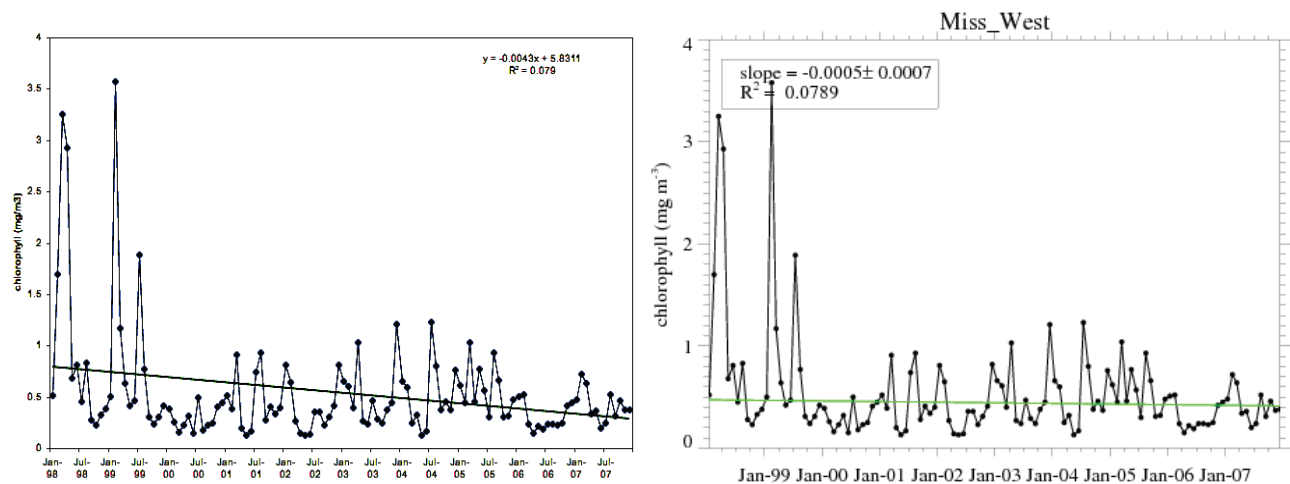 4
3.5
3
2.5
2
1.5
1
0.5
0
chlorophyll (mg/m3)
y = -0.0043x + 5.8311
R² = 0.079
Jan- Jul- Jan- Jul- Jan- Jul- Jan- Jul- Jan- Jul- Jan- Jul- Jan- Jul- Jan- Jul- Jan- Jul- Jan- Jul-
98 98 99 99 00 00 01 01 02 02 03 03 04 04 05 05 06 06 07 07
Miss_West
4
3
2
1
0
chlorophyll (mg m⁻³)
slope = -0.0005± 0.0007
R² = 0.0789
Jan-99 Jan-00 Jan-01 Jan-02 Jan-03 Jan-04 Jan-05 Jan-06 Jan-07